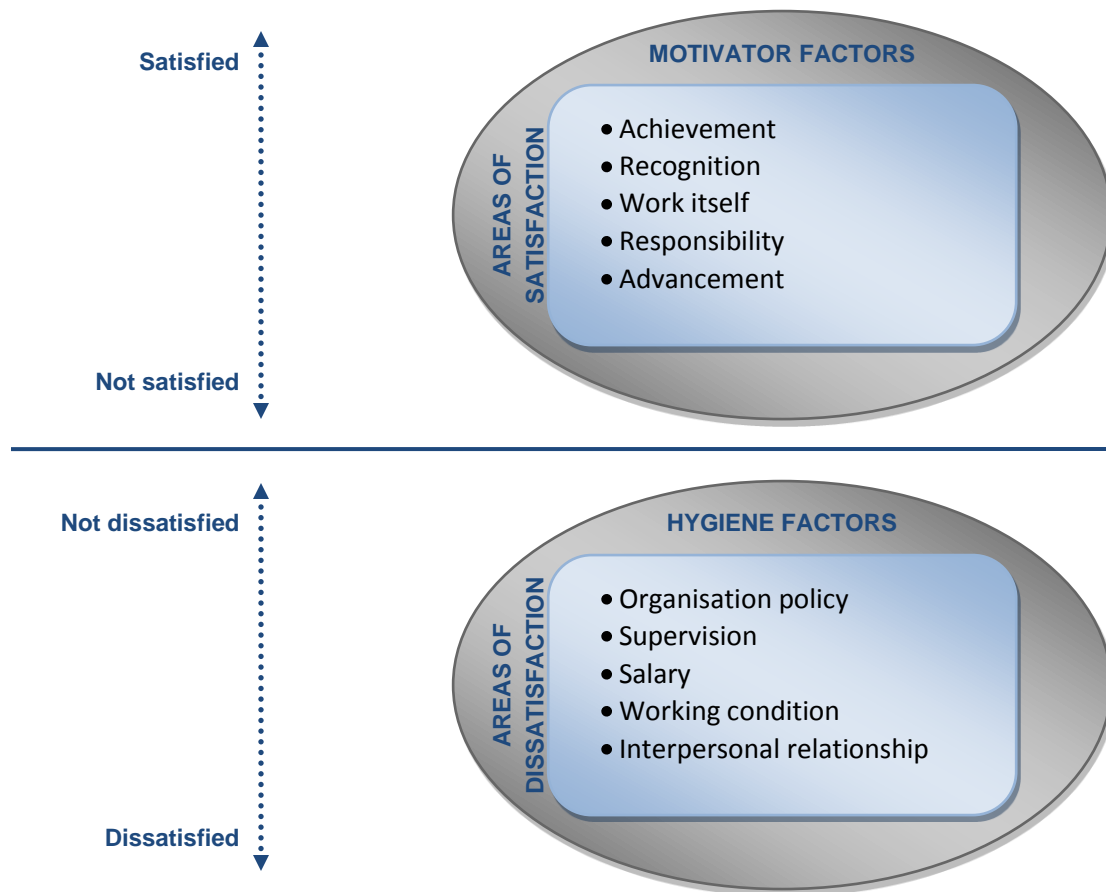 Satisfied
MOTIVATOR FACTORS
AREAS OF
SATISFACTION
• Achievement
• Recognition
• Work itself
• Responsibility
• Advancement
Not satisfied
Not dissatisfied
HYGIENE FACTORS
AREAS OF
DISSATISFACTION
• Organisation policy
• Supervision
• Salary
• Working condition
• Interpersonal relationship
Dissatisfied